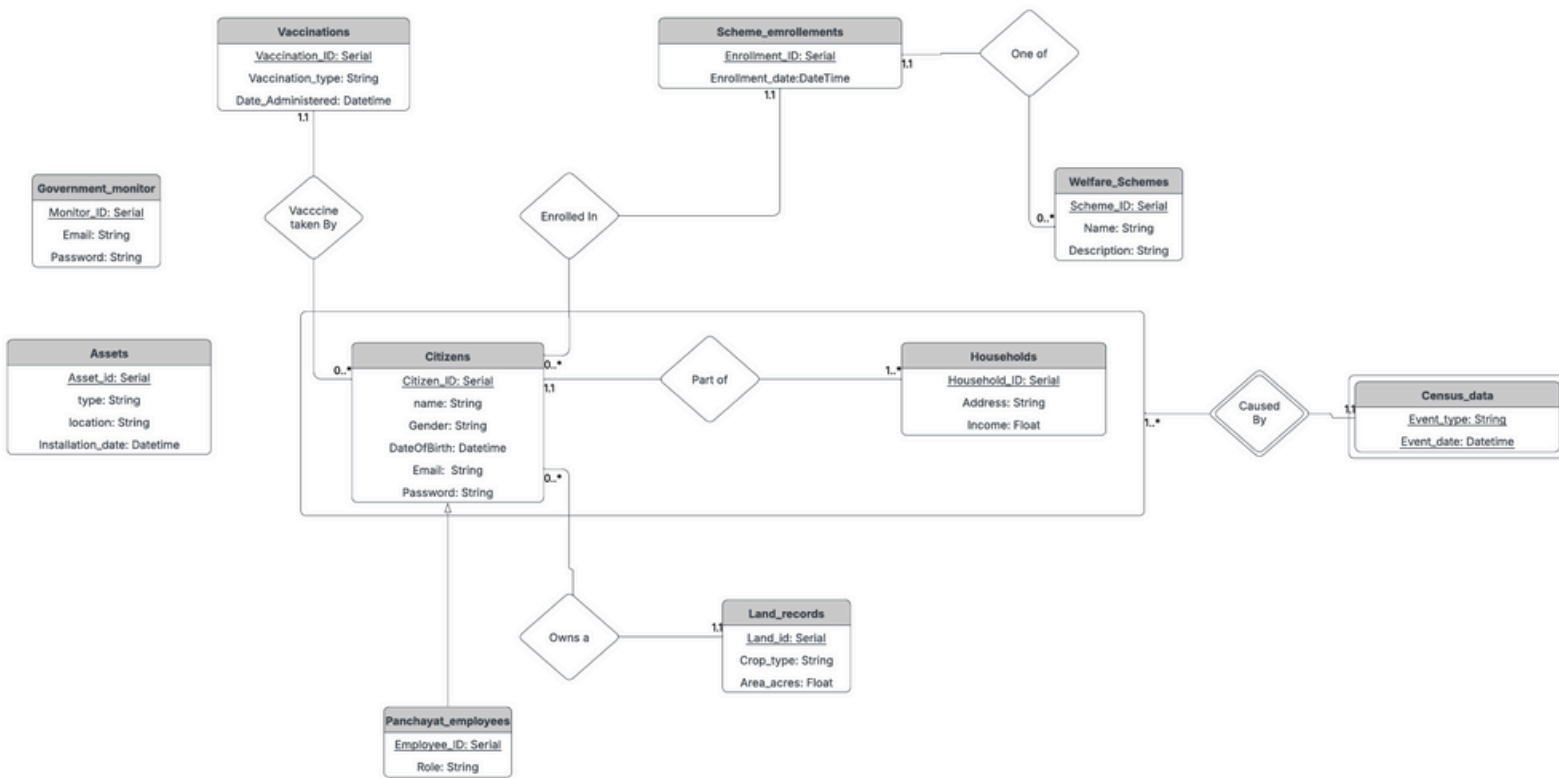 Vaccinations
Vaccination_ID: Serial
Vaccination_type: String
Date_Administered: Datetime
1.1
Scheme_emrollements
Enrollment_ID: Serial
Enrollment_date:DateTime
1.1
1.1
One of
Government_monitor
Monitor_ID: Serial
Email: String
Password: String
Vacccine
taken By
Enrolled In
Welfare_Schemes
Scheme_ID: Serial
Name: String
Description: String
0..*
Assets
Asset_id: Serial
type: String
location: String
Installation_date: Datetime
0..*
Citizens
Citizen_ID: Serial
name: String
Gender: String
DateOfBirth: Datetime
Email: String
Password: String
0..*
1.1
0..*
Part of
1..*
Households
Household_ID: Serial
Address: String
Income: Float
1..*
Caused
By
1.1
Census_data
Event_type: String
Event_date: Datetime
Owns a
1.1
Land_records
Land_id: Serial
Crop_type: String
Area_acres: Float
Panchayat_employees
Employee_ID: Serial
Role: String